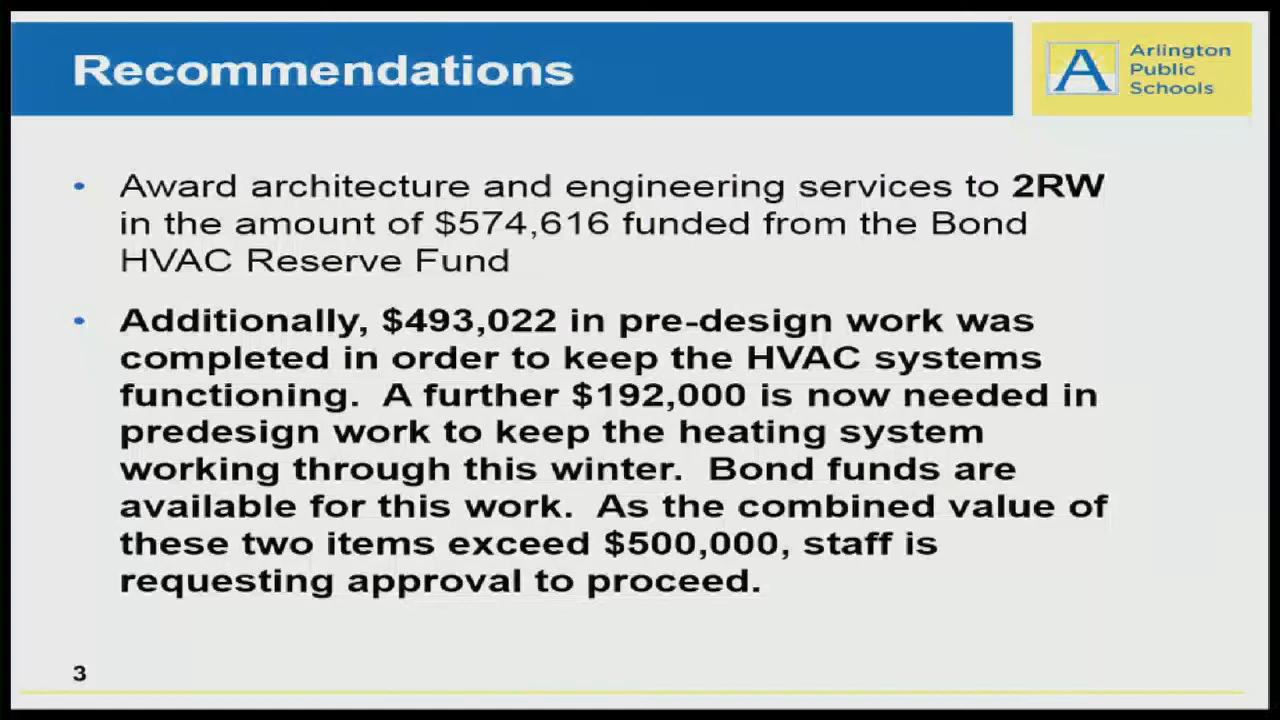 Recommendations
A
Arlington
Public
Schools
• Award architecture and engineering services to 2RW
in the amount of $574,616 funded from the Bond
HVAC Reserve Fund
• Additionally, $493,022 in pre-design work was
completed in order to keep the HVAC systems
functioning.  A further $192,000 is now needed in
predesign work to keep the heating system
working through this winter.  Bond funds are
available for this work.  As the combined value of
these two items exceed $500,000, staff is
requesting approval to proceed.
3